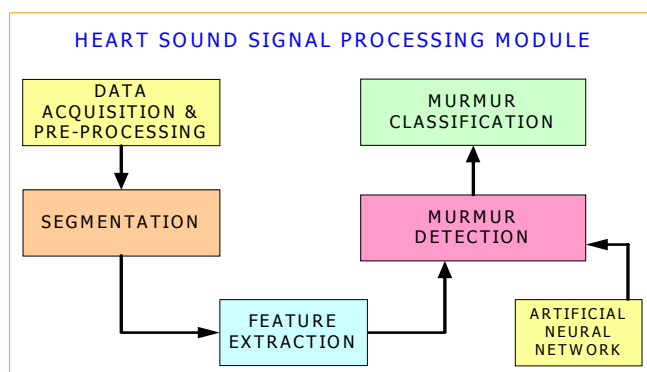 HEART SOUND SIGNAL PROCESSING MODULE
DATA
ACQUISITION &
PRE-PROCESSING
SEGMENTATION
FEATURE
EXTRACTION
MURMUR
CLASSIFICATION
MURMUR
DETECTION
ARTIFICIAL
NEURAL
NETWORK